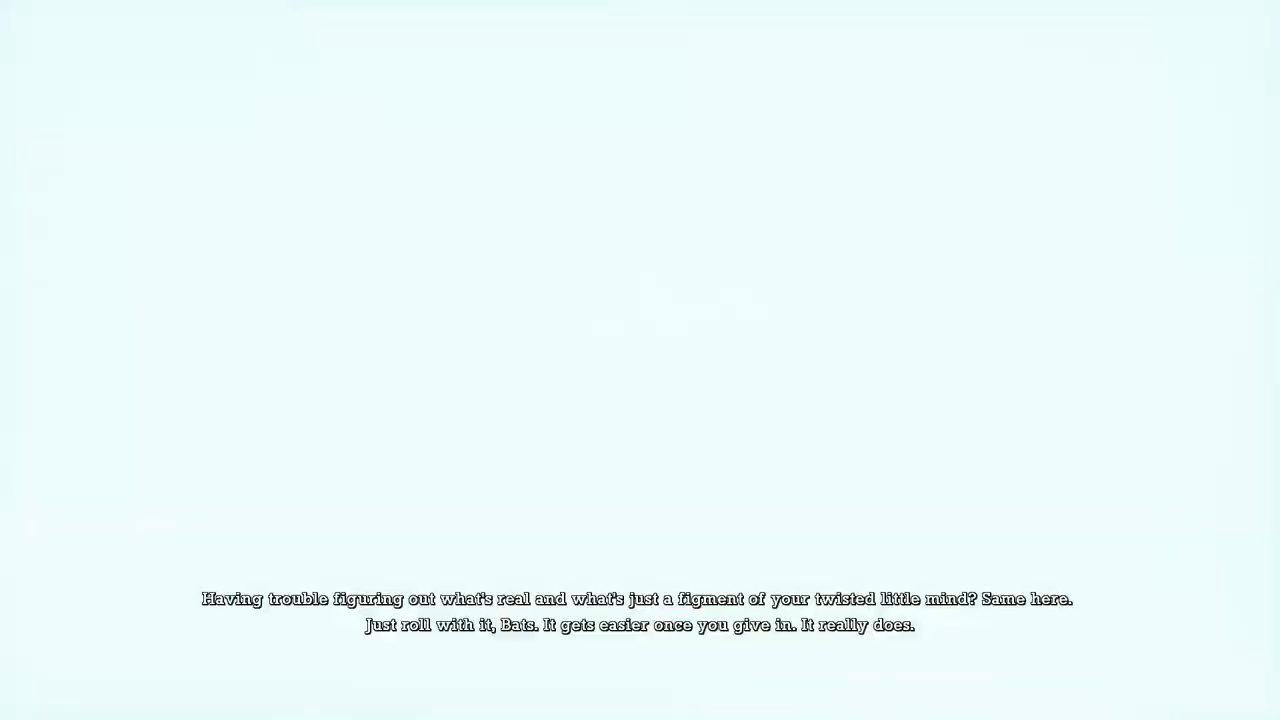 Having trouble figuring out what's real and what's just a figment of your twisted little mind? Same here.
Just roll with it, Bats. It gets easier once you give in. It really does.